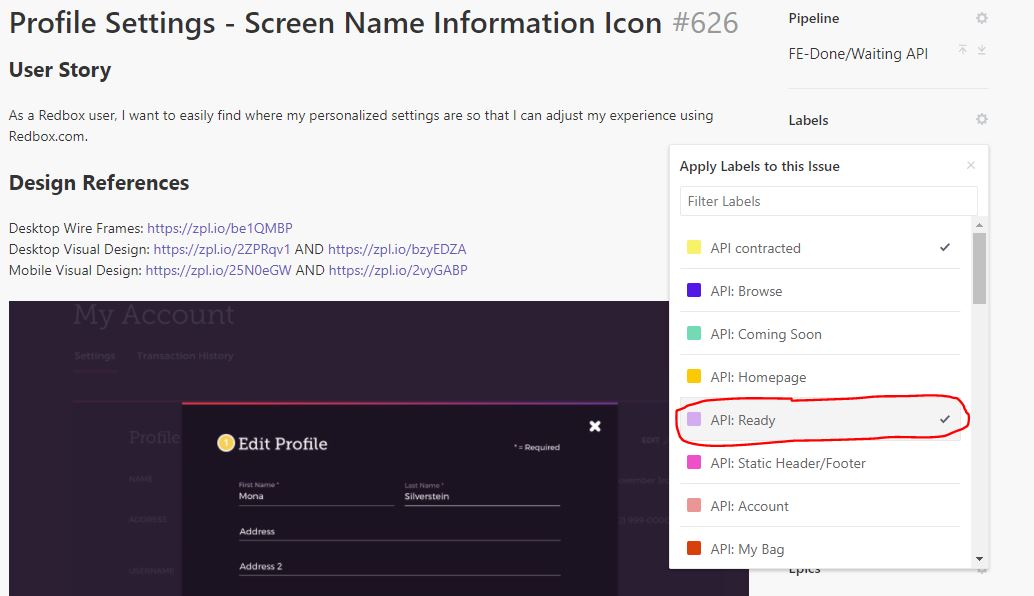 Profile Settings - Screen Name Information Icon #626
User Story
As a Redbox user, I want to easily find where my personalized settings are so that I can adjust my experience using
Redbox.com.
Design References
Desktop Wire Frames: https://zpl.io/be1QMBP
Desktop Visual Design: https://zpl.io/2ZPRqv1 AND https://zpl.io/bzyEDZA
Mobile Visual Design: https://zpl.io/25N0eGW AND https://zpl.io/2vyGABP
My Account
Settings Transaction History
Profile
EDIT
NAME
ADDRESS
USERNAME
1 Edit Profile
* = Required
First Name * Last Name *
Mona Silverstein
Address
Address 2
Pipeline
FE-Done/Waiting API
Labels
Apply Labels to this Issue
Filter Labels
API contracted
API: Browse
API: Coming Soon
API: Homepage
API: Ready
API: Static Header/Footer
API: Account
API: My Bag
Epics